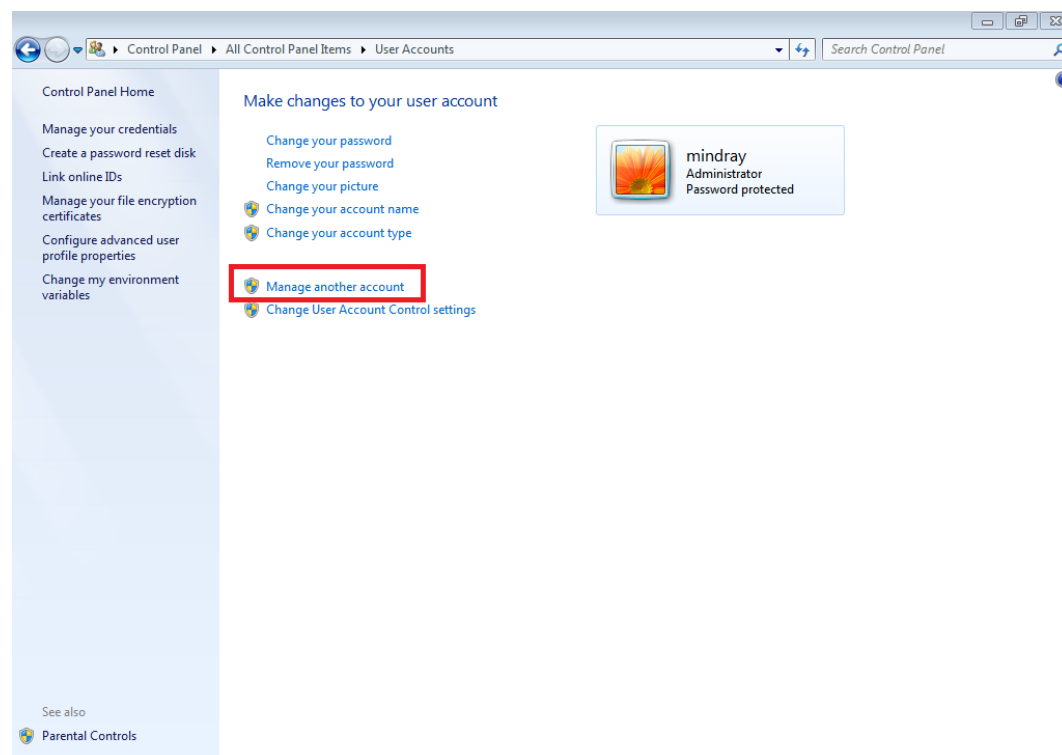 Control Panel All Control Panel Items User Accounts
Search Control Panel
Control Panel Home
Manage your credentials
Create a password reset disk
Link online IDs
Manage your file encryption
certificates
Configure advanced user
profile properties
Change my environment
variables
See also
Parental Controls
Make changes to your user account
Change your password
Remove your password
Change your picture
Change your account name
Change your account type
Manage another account
Change User Account Control settings
mindray
Administrator
Password protected